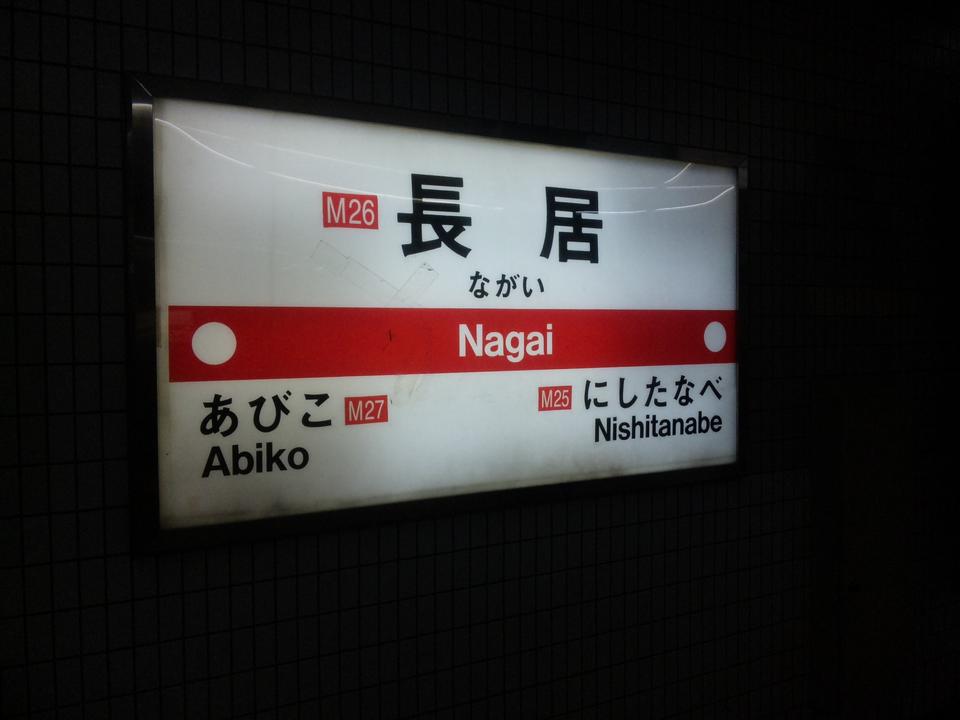 M26 長居
ながい
Nagai
あびこ M27
Abiko
M25 にしたなべ
Nishitanabe